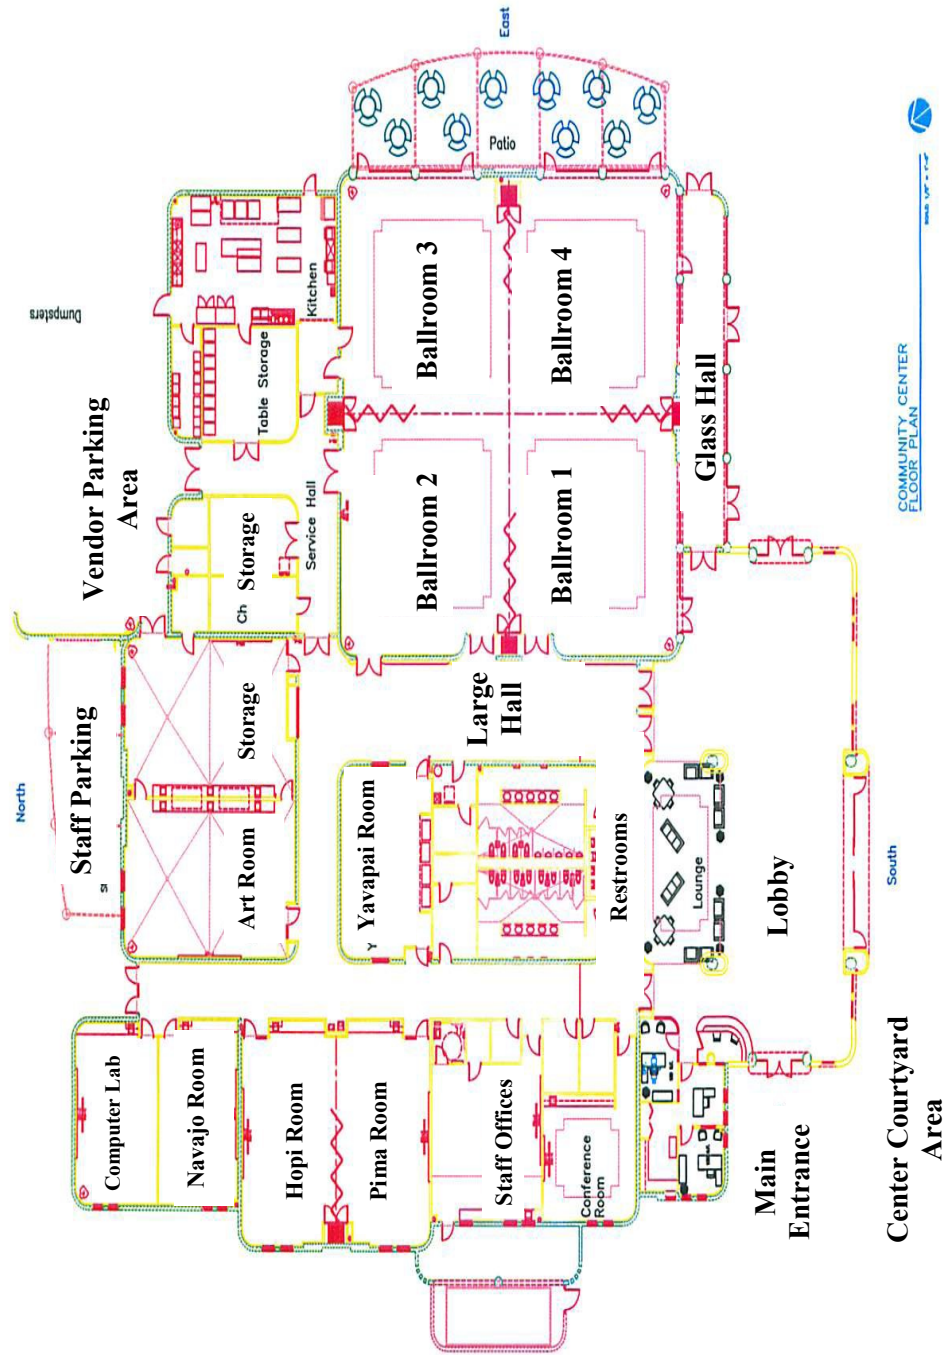 East
Patio
Dumpsters
Kitchen
Table Storage
Vendor Parking
Area
Ballroom 3
Ballroom 4
Ballroom 2
Ballroom 1
Glass Hall
COMMUNITY CENTER
FLOOR PLAN
Service Hall
Ch
Storage
North
Staff Parking
SI
Storage
Art Room
Large
Hall
Yavapai Room
Y
Restrooms
Lounge
Lobby
South
Computer Lab
Navajo Room
Hopi Room
Pima Room
Staff Offices
Conference
Room
Main
Entrance
Center Courtyard
Area